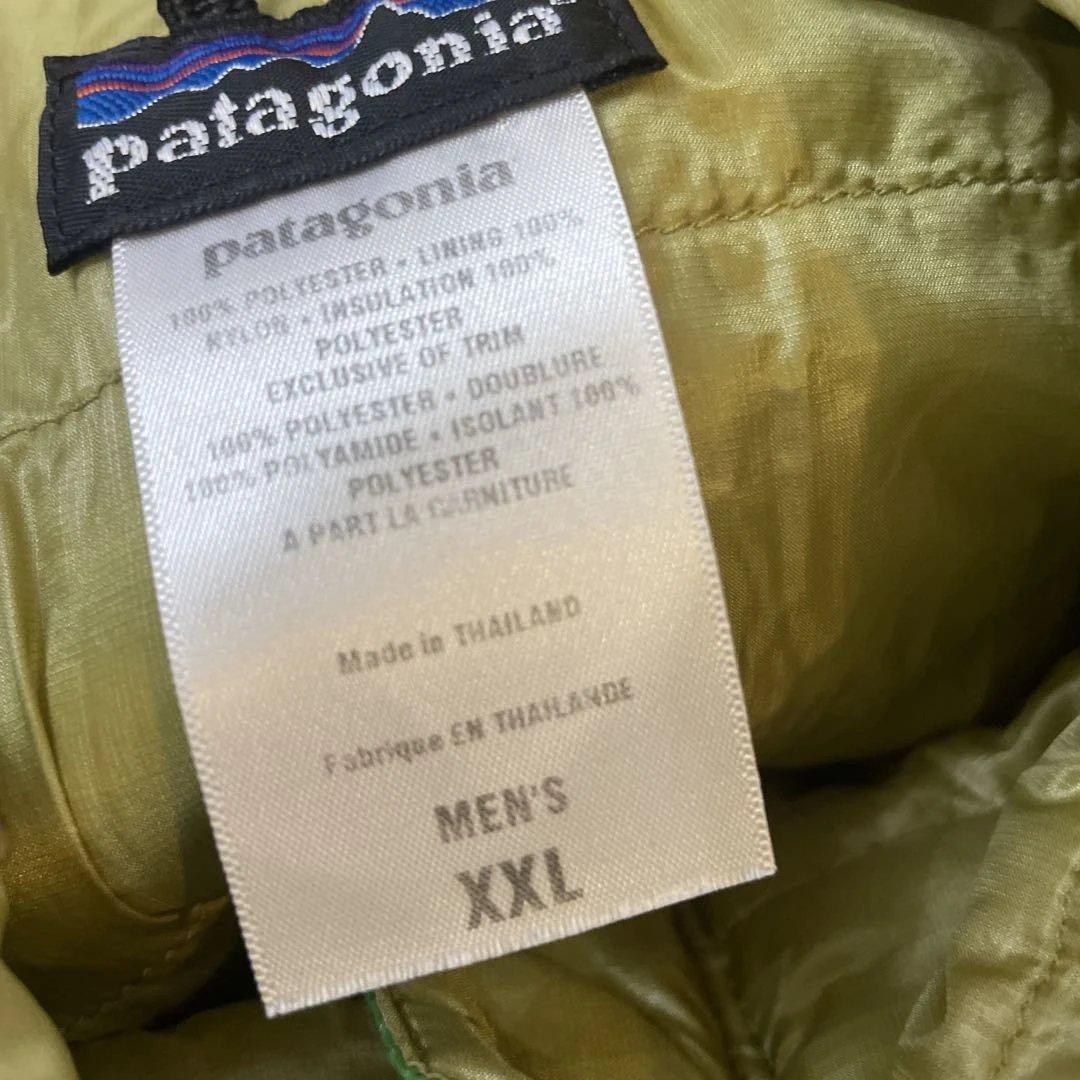 patagonia
patagonia
100% POLYESTER • LINING 100%
NYLON • INSULATION 100%
POLYESTER
EXCLUSIVE OF TRIM
100% POLYESTER • DOUBLURE
100% POLYAMIDE • ISOLANT 100%
POLYESTER
A PART LA GARNITURE
Made in THAILAND
Fabrique EN THAILANDE
MEN'S
XXL